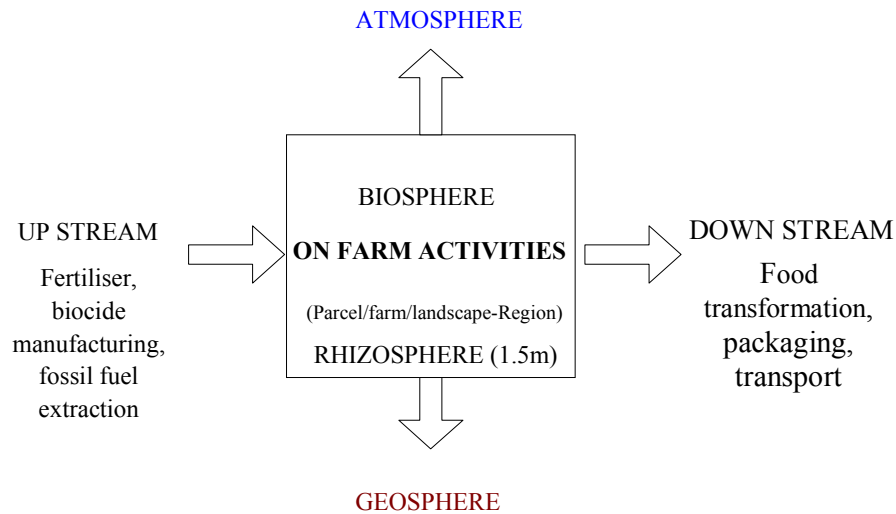 ATMOSPHERE
BIOSPHERE
ON FARM ACTIVITIES
(Parcel/farm/landscape-Region)
RHIZOSPHERE (1.5m)
UP STREAM
Fertiliser,
biocide
manufacturing,
fossil fuel
extraction
DOWN STREAM
Food
transformation,
packaging,
transport
GEOSPHERE